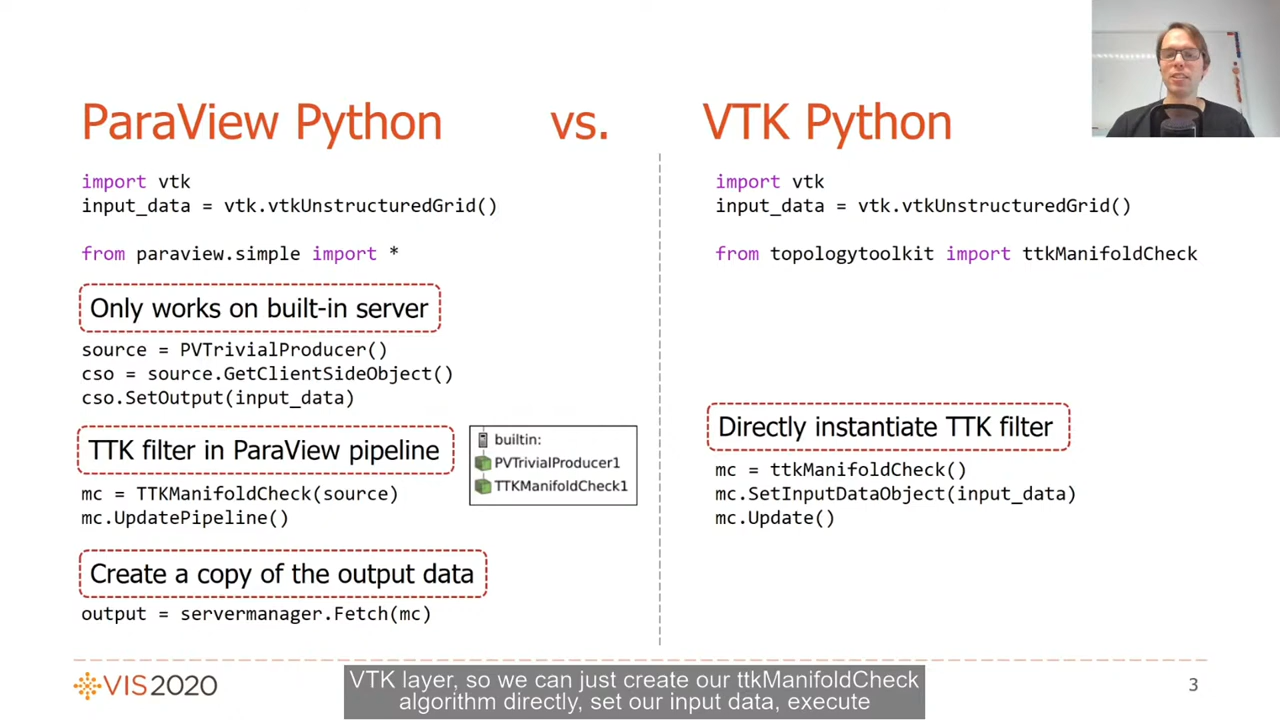 ParaView Python
vs.
VTK Python
import vtk
input_data = vtk.vtkUnstructuredGrid()
from paraview.simple import *
Only works on built-in server
source = PVTrivialProducer()
cso = source.GetClientSideObject()
cso.SetOutput(input_data)
TTK filter in ParaView pipeline
builtin:
PVTrivialProducer1
TTKManifoldCheck1
mc = TTKManifoldCheck(source)
mc.UpdatePipeline()
Create a copy of the output data
output = servermanager.Fetch(mc)
import vtk
input_data = vtk.vtkUnstructuredGrid()
from topologytoolkit import ttkManifoldCheck
Directly instantiate TTK filter
mc = ttkManifoldCheck()
mc.SetInputDataObject(input_data)
mc.Update()
VIS2020
VTK layer, so we can just create our ttkManifoldCheck
algorithm directly, set our input data, execute
3